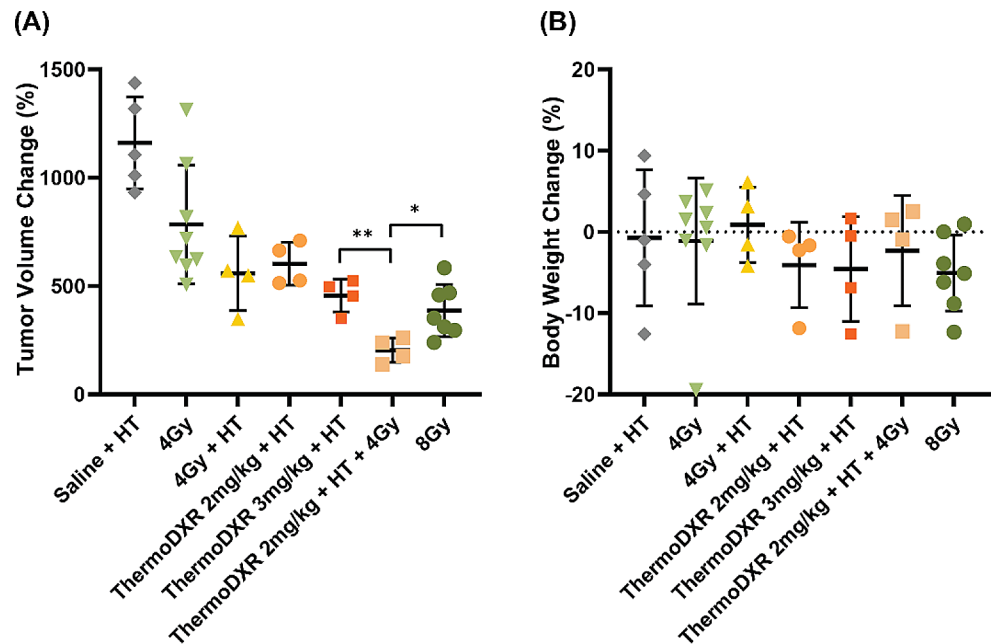 (A)
Tumor Volume Change (%)
1500
1000
500
0
**
*
Saline + HT
4Gy
4Gy + HT
ThermoDXR 2mg/kg + HT
ThermoDXR 3mg/kg + HT
ThermoDXR 2mg/kg + HT + 4Gy
8Gy
(B)
Body Weight Change (%)
20
10
0
-10
-20
Saline + HT
4Gy
4Gy + HT
ThermoDXR 2mg/kg + HT
ThermoDXR 3mg/kg + HT
ThermoDXR 2mg/kg + HT + 4Gy
8Gy